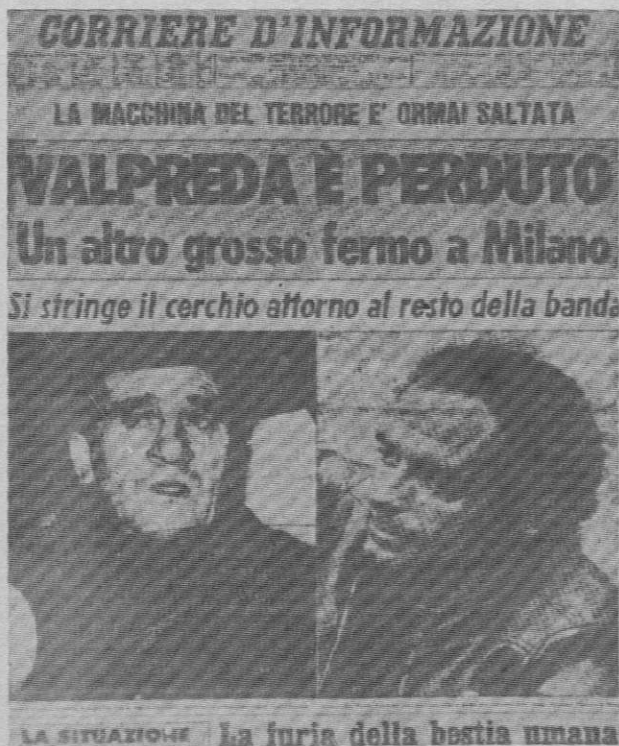 CORRIERE D'INFORMAZIONE
LA MACCHINA DEL TERRORE E' ORMAI SALTATA
VALPREDA È PERDUTO
Un altro grosso fermo a Milano
Si stringe il cerchio attorno al resto della banda
LA SITUAZIONE La furia della bestia umana